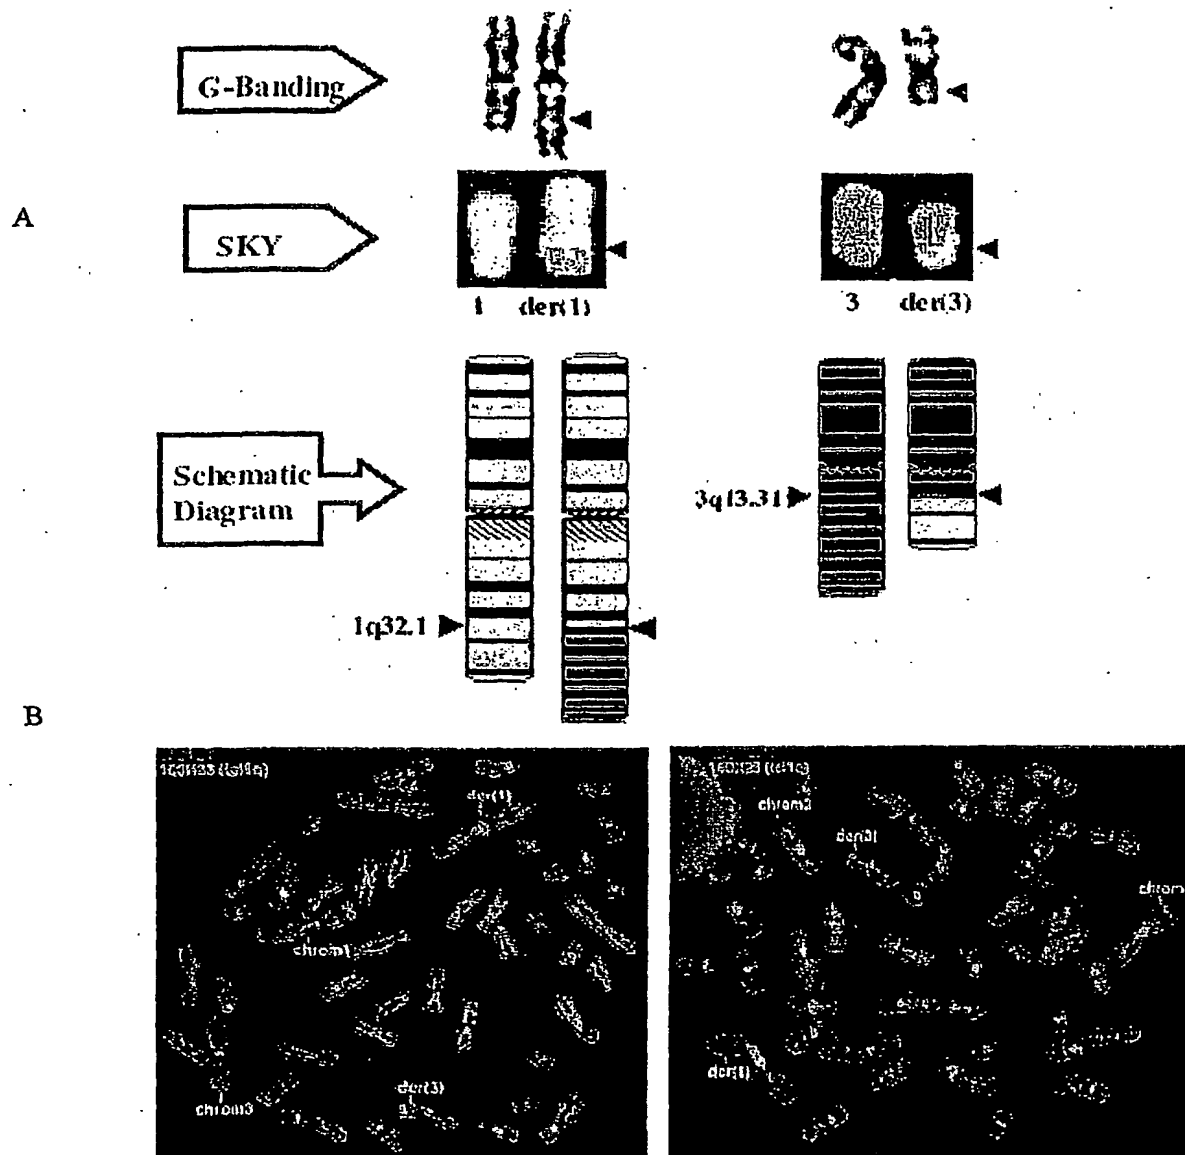 G-Banding
A
SKY
1 der(1)
3 der(3)
Schematic
Diagram
3q13.31
1q32.1
B
der(1)
chrom1
chrom3
der(3)
chrom3
der(3)
chrom
der(1)